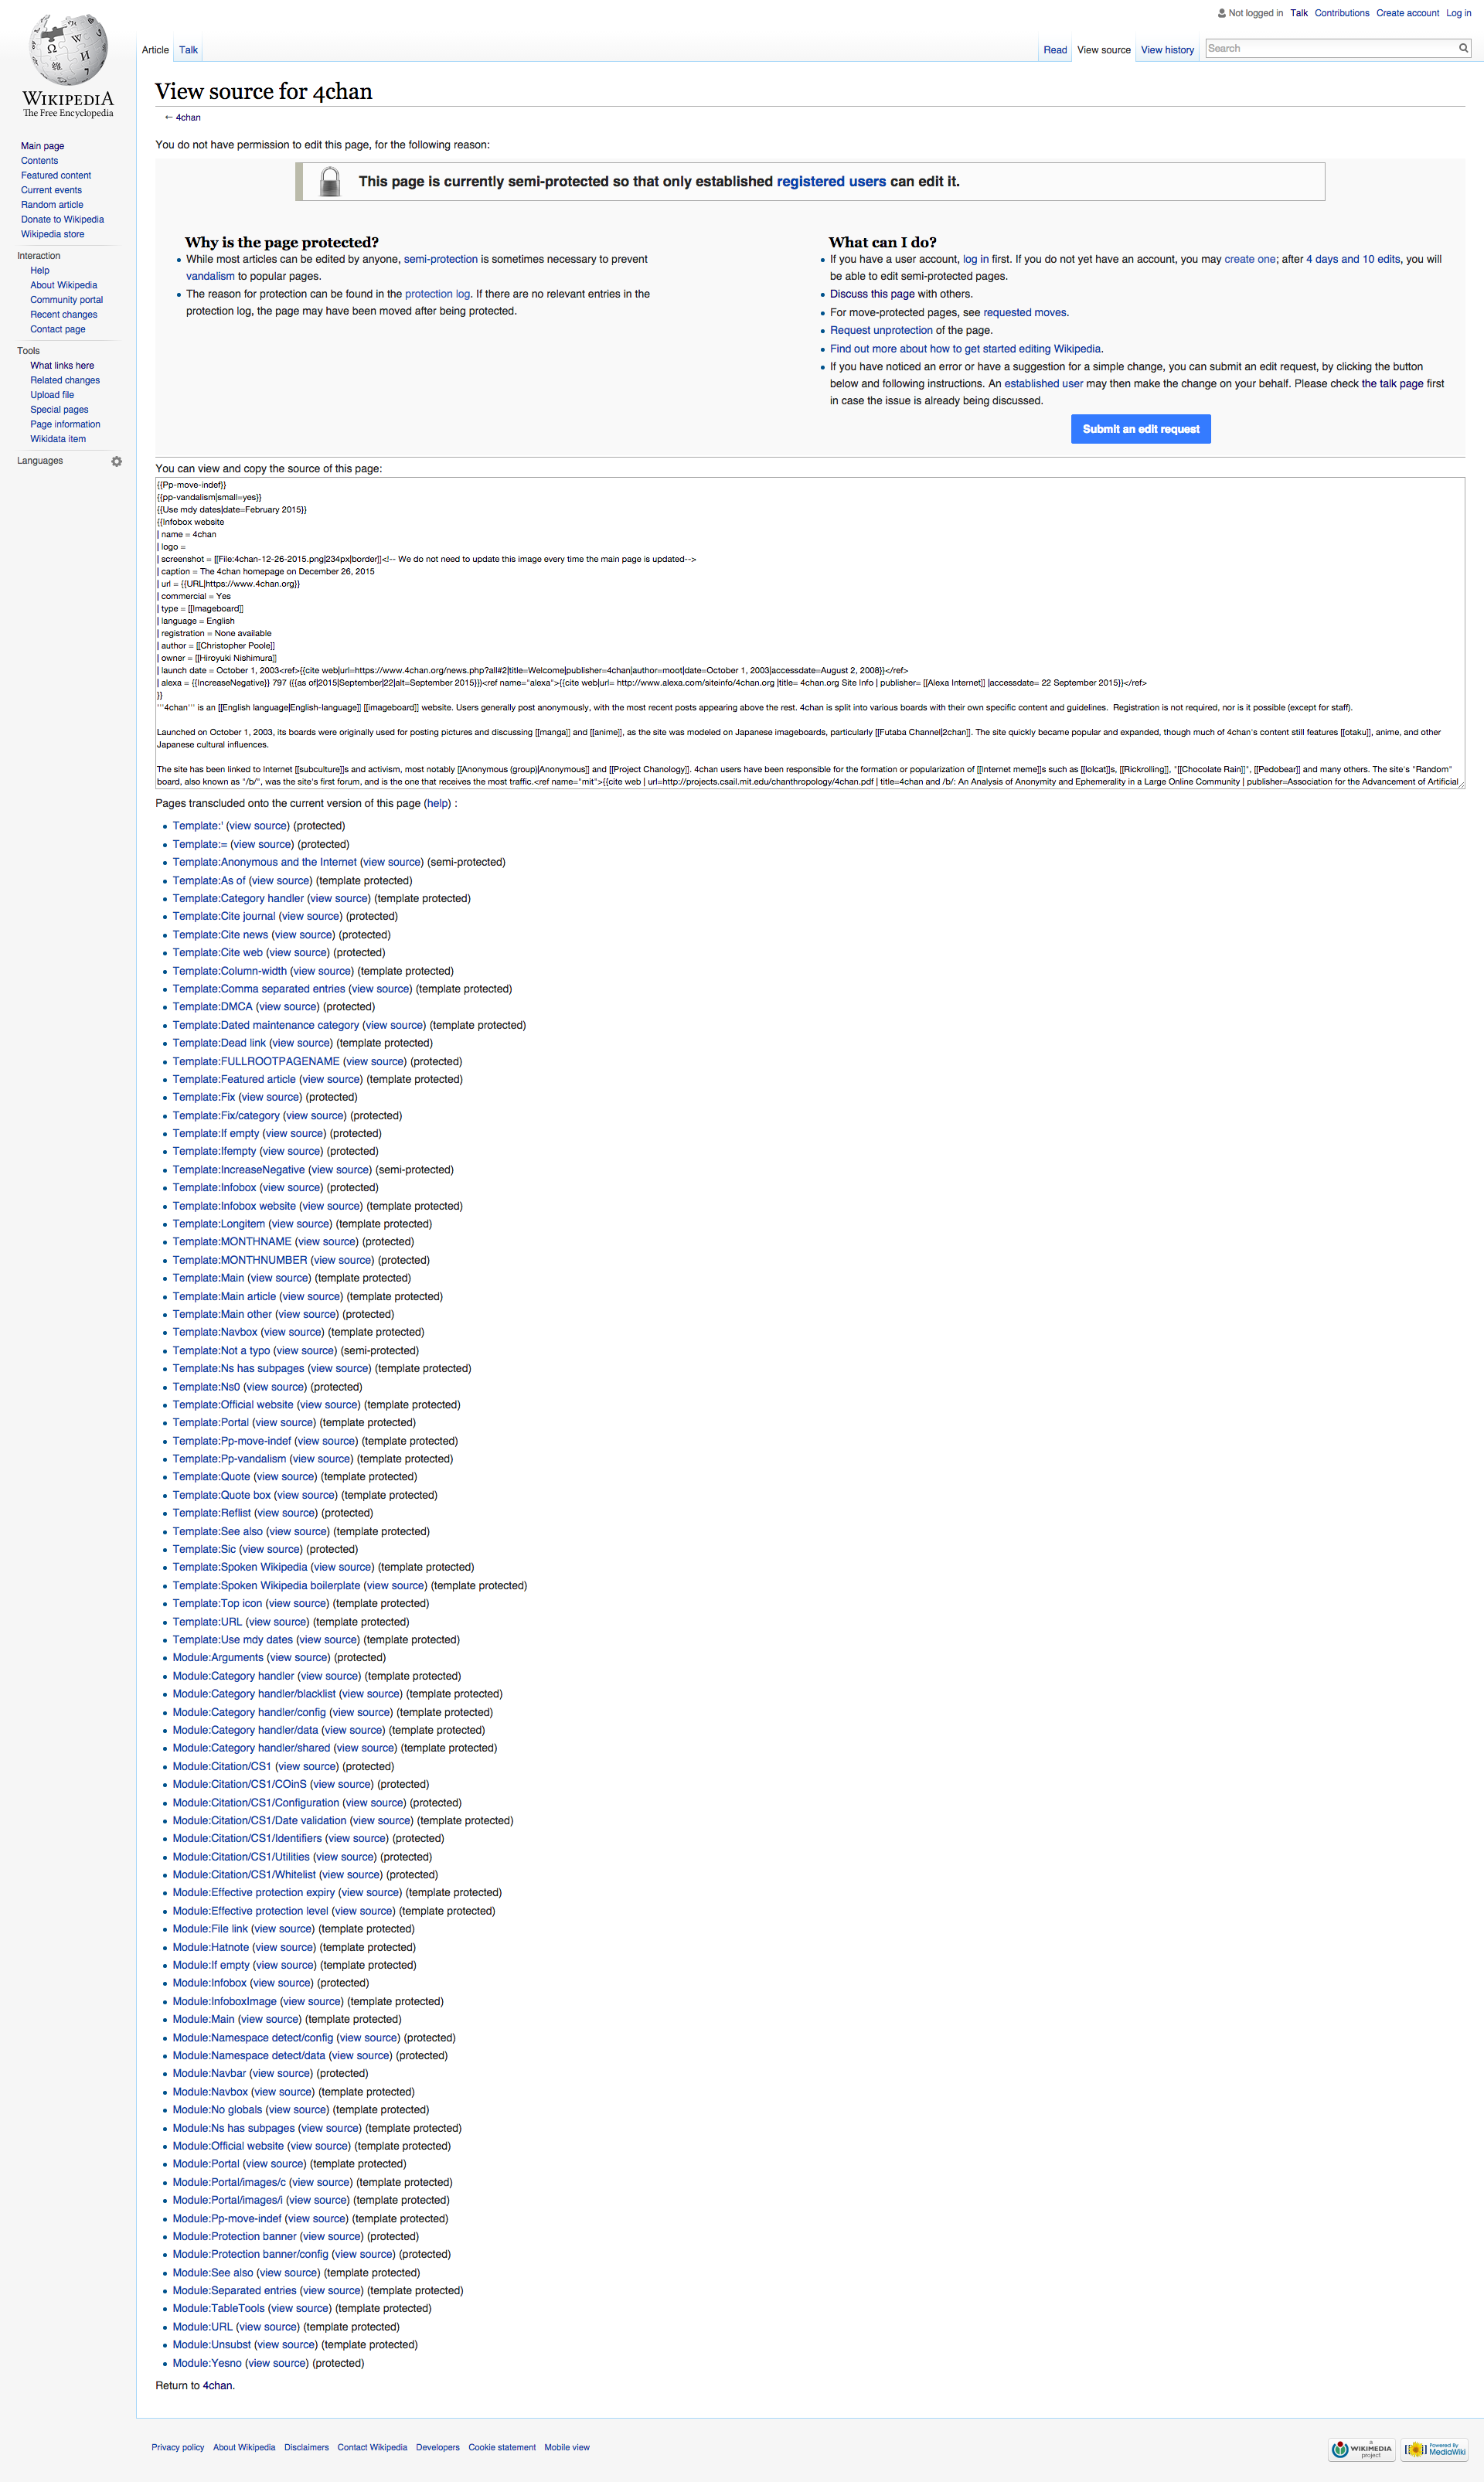 Not logged in Talk Contributions Create account Log in
Article Talk Read View source View history Search
WIKIPEDIA
The Free Encyclopedia
Main page
Contents
Featured content
Current events
Random article
Donate to Wikipedia
Wikipedia store
Interaction
Help
About Wikipedia
Community portal
Recent changes
Contact page
Tools
What links here
Related changes
Upload file
Special pages
Page information
Wikidata item
Languages
View source for 4chan
← 4chan
You do not have permission to edit this page, for the following reason:
This page is currently semi-protected so that only established registered users can edit it.
Why is the page protected?
• While most articles can be edited by anyone, semi-protection is sometimes necessary to prevent
vandalism to popular pages.
• The reason for protection can be found in the protection log. If there are no relevant entries in the
protection log, the page may have been moved after being protected.
What can I do?
• If you have a user account, log in first. If you do not yet have an account, you may create one; after 4 days and 10 edits, you will
be able to edit semi-protected pages.
• Discuss this page with others.
• For move-protected pages, see requested moves.
• Request unprotection of the page.
• Find out more about how to get started editing Wikipedia.
• If you have noticed an error or have a suggestion for a simple change, you can submit an edit request, by clicking the button
below and following instructions. An established user may then make the change on your behalf. Please check the talk page first
in case the issue is already being discussed.
Submit an edit request
You can view and copy the source of this page:
{{Pp-move-indef}}
{{pp-vandalism|small=yes}}
{{Use mdy dates|date=February 2015}}
{{Infobox website
| name = 4chan
| logo =
| screenshot = [[File:4chan-12-26-2015.png|234px|border]]<!-- We do not need to update this image every time the main page is updated-->
| caption = The 4chan homepage on December 26, 2015
| url = {{URL|https://www.4chan.org}}
| commercial = Yes
| type = [[Imageboard]]
| language = English
| registration = None available
| author = [[Christopher Poole]]
| owner = [[Hiroyuki Nishimura]]
| launch date = October 1, 2003<ref>{{cite web|url=https://www.4chan.org/news.php?all#2|title=Welcome|publisher=4chan|author=moot|date=October 1, 2003|accessdate=August 2, 2008}}</ref>
| alexa = {{IncreaseNegative}} 797 ({{as of|2015|September|22|alt=September 2015}})<ref name="alexa">{{cite web|url= http://www.alexa.com/siteinfo/4chan.org |title= 4chan.org Site Info | publisher= [[Alexa Internet]] |accessdate= 22 September 2015}}</ref>
}}
'''4chan''' is an [[English language|English-language]] [[imageboard]] website. Users generally post anonymously, with the most recent posts appearing above the rest. 4chan is split into various boards with their own specific content and guidelines.  Registration is not required, nor is it possible (except for staff).
Launched on October 1, 2003, its boards were originally used for posting pictures and discussing [[manga]] and [[anime]], as the site was modeled on Japanese imageboards, particularly [[Futaba Channel|2chan]]. The site quickly became popular and expanded, though much of 4chan's content still features [[otaku]], anime, and other
Japanese cultural influences.
The site has been linked to Internet [[subculture]]s and activism, most notably [[Anonymous (group)|Anonymous]] and [[Project Chanology]]. 4chan users have been responsible for the formation or popularization of [[Internet meme]]s such as [[lolcat]]s, [[Rickrolling]], "[[Chocolate Rain]]", [[Pedobear]] and many others. The site's "Random"
board, also known as "/b/", was the site's first forum, and is the one that receives the most traffic.<ref name="mit">{{cite web | url=http://projects.csail.mit.edu/chanthropology/4chan.pdf | title=4chan and /b/: An Analysis of Anonymity and Ephemerality in a Large Online Community | publisher=Association for the Advancement of Artificial
Pages transcluded onto the current version of this page (help) :
• Template:' (view source) (protected)
• Template:= (view source) (protected)
• Template:Anonymous and the Internet (view source) (semi-protected)
• Template:As of (view source) (template protected)
• Template:Category handler (view source) (template protected)
• Template:Cite journal (view source) (protected)
• Template:Cite news (view source) (protected)
• Template:Cite web (view source) (protected)
• Template:Column-width (view source) (template protected)
• Template:Comma separated entries (view source) (template protected)
• Template:DMCA (view source) (protected)
• Template:Dated maintenance category (view source) (template protected)
• Template:Dead link (view source) (template protected)
• Template:FULLROOTPAGENAME (view source) (protected)
• Template:Featured article (view source) (template protected)
• Template:Fix (view source) (protected)
• Template:Fix/category (view source) (protected)
• Template:If empty (view source) (protected)
• Template:Ifempty (view source) (protected)
• Template:IncreaseNegative (view source) (semi-protected)
• Template:Infobox (view source) (protected)
• Template:Infobox website (view source) (template protected)
• Template:Longitem (view source) (template protected)
• Template:MONTHNAME (view source) (protected)
• Template:MONTHNUMBER (view source) (protected)
• Template:Main (view source) (template protected)
• Template:Main article (view source) (template protected)
• Template:Main other (view source) (protected)
• Template:Navbox (view source) (template protected)
• Template:Not a typo (view source) (semi-protected)
• Template:Ns has subpages (view source) (template protected)
• Template:Ns0 (view source) (protected)
• Template:Official website (view source) (template protected)
• Template:Portal (view source) (template protected)
• Template:Pp-move-indef (view source) (template protected)
• Template:Pp-vandalism (view source) (template protected)
• Template:Quote (view source) (template protected)
• Template:Quote box (view source) (template protected)
• Template:Reflist (view source) (protected)
• Template:See also (view source) (template protected)
• Template:Sic (view source) (protected)
• Template:Spoken Wikipedia (view source) (template protected)
• Template:Spoken Wikipedia boilerplate (view source) (template protected)
• Template:Top icon (view source) (template protected)
• Template:URL (view source) (template protected)
• Template:Use mdy dates (view source) (template protected)
• Module:Arguments (view source) (protected)
• Module:Category handler (view source) (template protected)
• Module:Category handler/blacklist (view source) (template protected)
• Module:Category handler/config (view source) (template protected)
• Module:Category handler/data (view source) (template protected)
• Module:Category handler/shared (view source) (template protected)
• Module:Citation/CS1 (view source) (protected)
• Module:Citation/CS1/COinS (view source) (protected)
• Module:Citation/CS1/Configuration (view source) (protected)
• Module:Citation/CS1/Date validation (view source) (template protected)
• Module:Citation/CS1/Identifiers (view source) (protected)
• Module:Citation/CS1/Utilities (view source) (protected)
• Module:Citation/CS1/Whitelist (view source) (protected)
• Module:Effective protection expiry (view source) (template protected)
• Module:Effective protection level (view source) (template protected)
• Module:File link (view source) (template protected)
• Module:Hatnote (view source) (template protected)
• Module:If empty (view source) (template protected)
• Module:Infobox (view source) (protected)
• Module:InfoboxImage (view source) (template protected)
• Module:Main (view source) (template protected)
• Module:Namespace detect/config (view source) (protected)
• Module:Namespace detect/data (view source) (protected)
• Module:Navbar (view source) (protected)
• Module:Navbox (view source) (template protected)
• Module:No globals (view source) (template protected)
• Module:Ns has subpages (view source) (template protected)
• Module:Official website (view source) (template protected)
• Module:Portal (view source) (template protected)
• Module:Portal/images/c (view source) (template protected)
• Module:Portal/images/i (view source) (template protected)
• Module:Pp-move-indef (view source) (template protected)
• Module:Protection banner (view source) (protected)
• Module:Protection banner/config (view source) (protected)
• Module:See also (view source) (template protected)
• Module:Separated entries (view source) (template protected)
• Module:TableTools (view source) (template protected)
• Module:URL (view source) (template protected)
• Module:Unsubst (view source) (template protected)
• Module:Yesno (view source) (protected)
Return to 4chan.
Privacy policy About Wikipedia Disclaimers Contact Wikipedia Developers Cookie statement Mobile view
A WIKIMEDIA project
Powered By MediaWiki